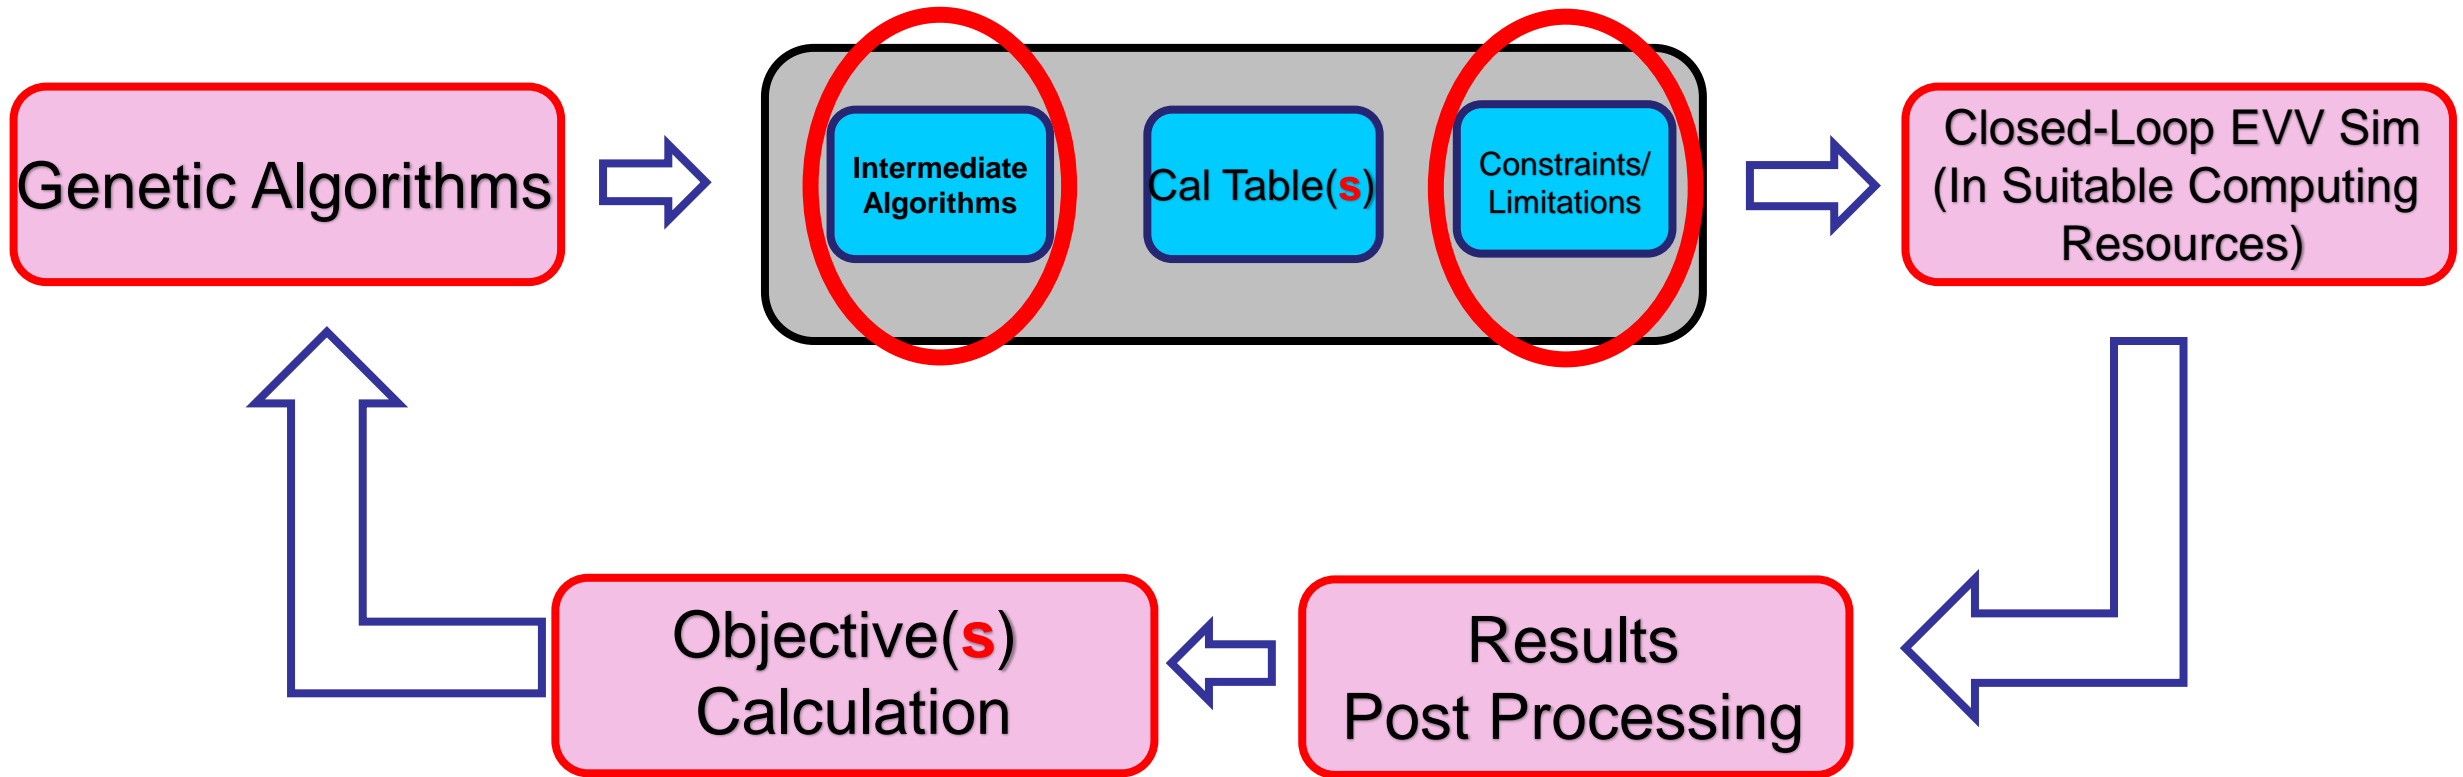 Genetic Algorithms
Intermediate
Algorithms
Cal Table(s)
Constraints/
Limitations
Closed-Loop EVV Sim
(In Suitable Computing
Resources)
Results
Post Processing
Objective(s)
Calculation